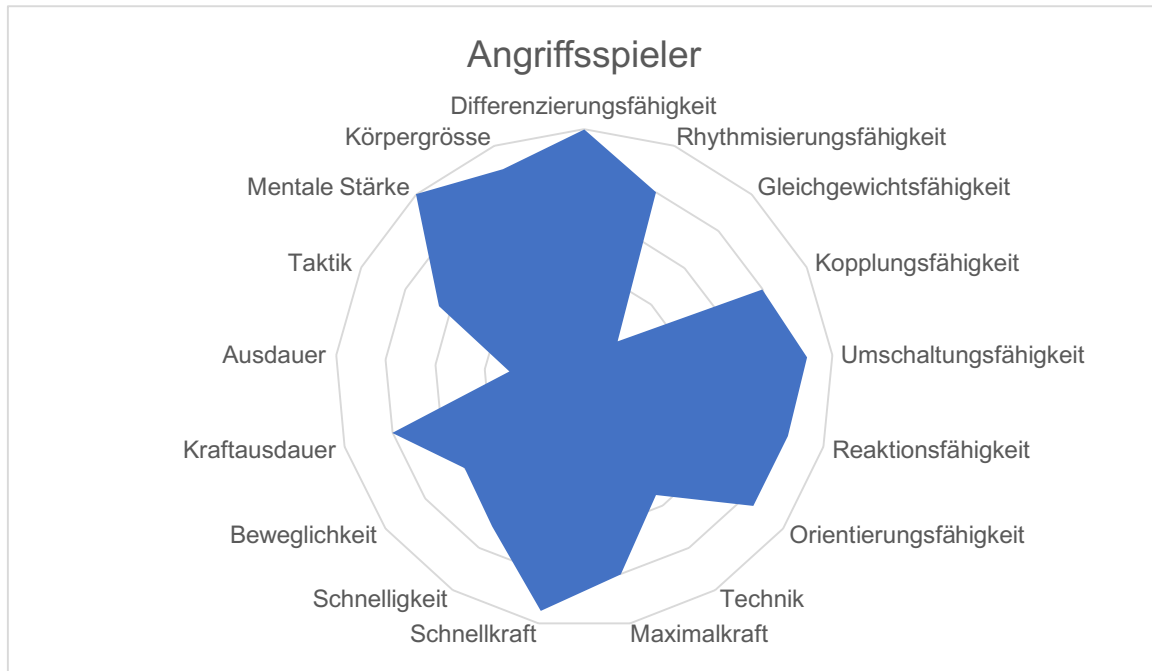 Angriffsspieler
Differenzierungsfähigkeit
Rhythmisierungsfähigkeit
Gleichgewichtsfähigkeit
Kopplungsfähigkeit
Umschaltungsfähigkeit
Reaktionsfähigkeit
Orientierungsfähigkeit
Technik
Maximalkraft
Schnellkraft
Schnelligkeit
Beweglichkeit
Kraftausdauer
Ausdauer
Taktik
Mentale Stärke
Körpergrösse